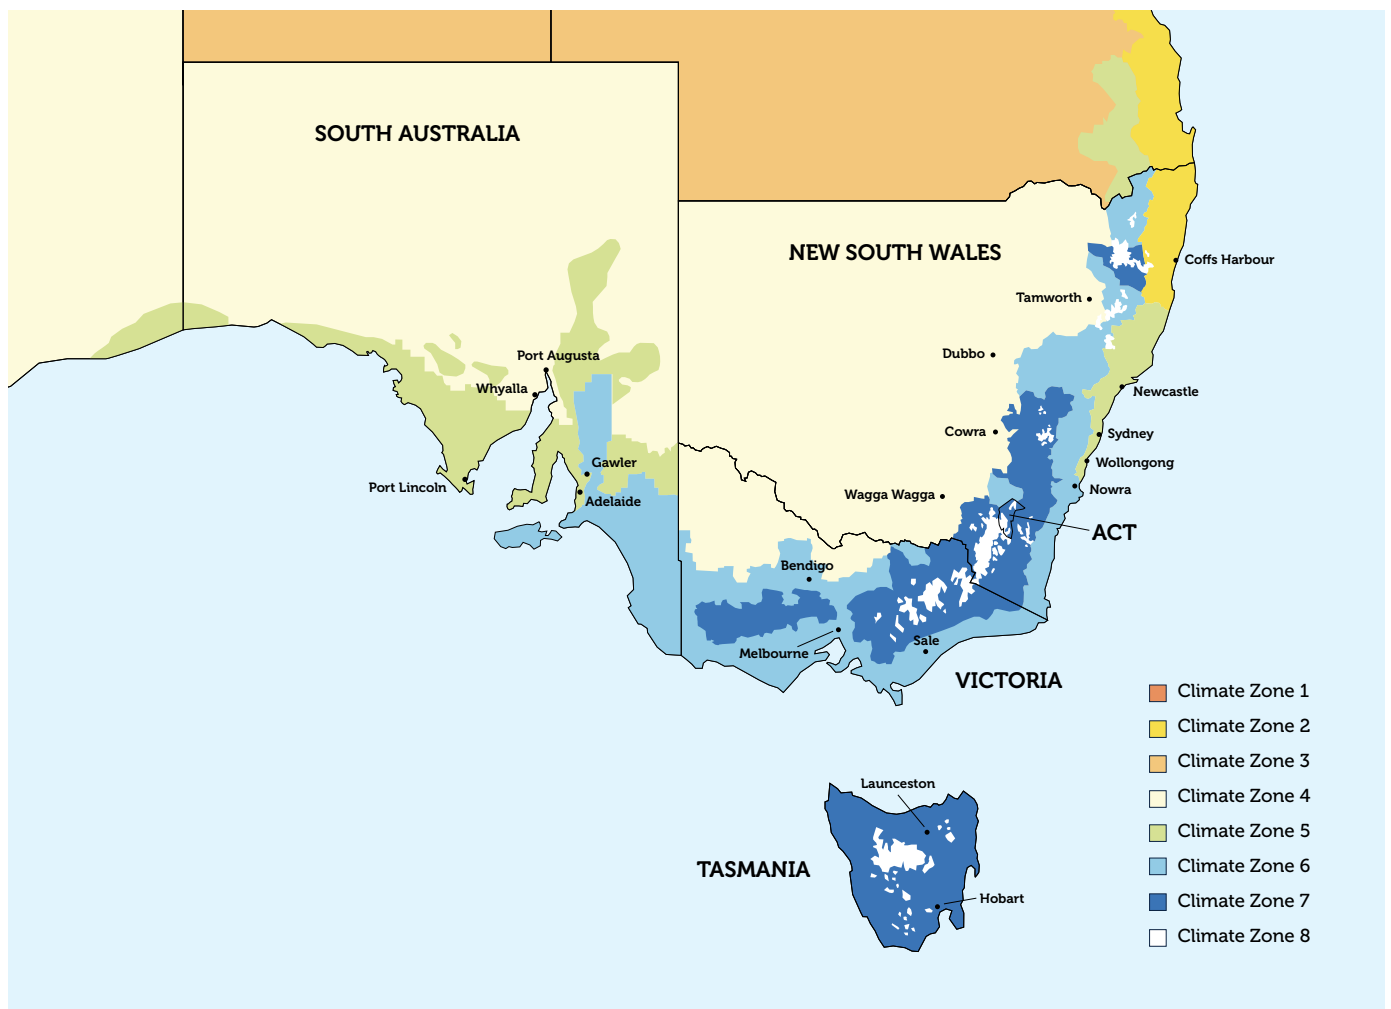 SOUTH AUSTRALIA
NEW SOUTH WALES
Coffs Harbour
Tamworth
Port Augusta
Dubbo
Whyalla
Newcastle
Cowra
Sydney
Gawler
Wollongong
Port Lincoln
Adelaide
Wagga Wagga
Nowra
ACT
Bendigo
Sale
Melbourne
VICTORIA
Climate Zone 1
Climate Zone 2
Climate Zone 3
Climate Zone 4
Climate Zone 5
Climate Zone 6
Climate Zone 7
Climate Zone 8
Launceston
TASMANIA
Hobart